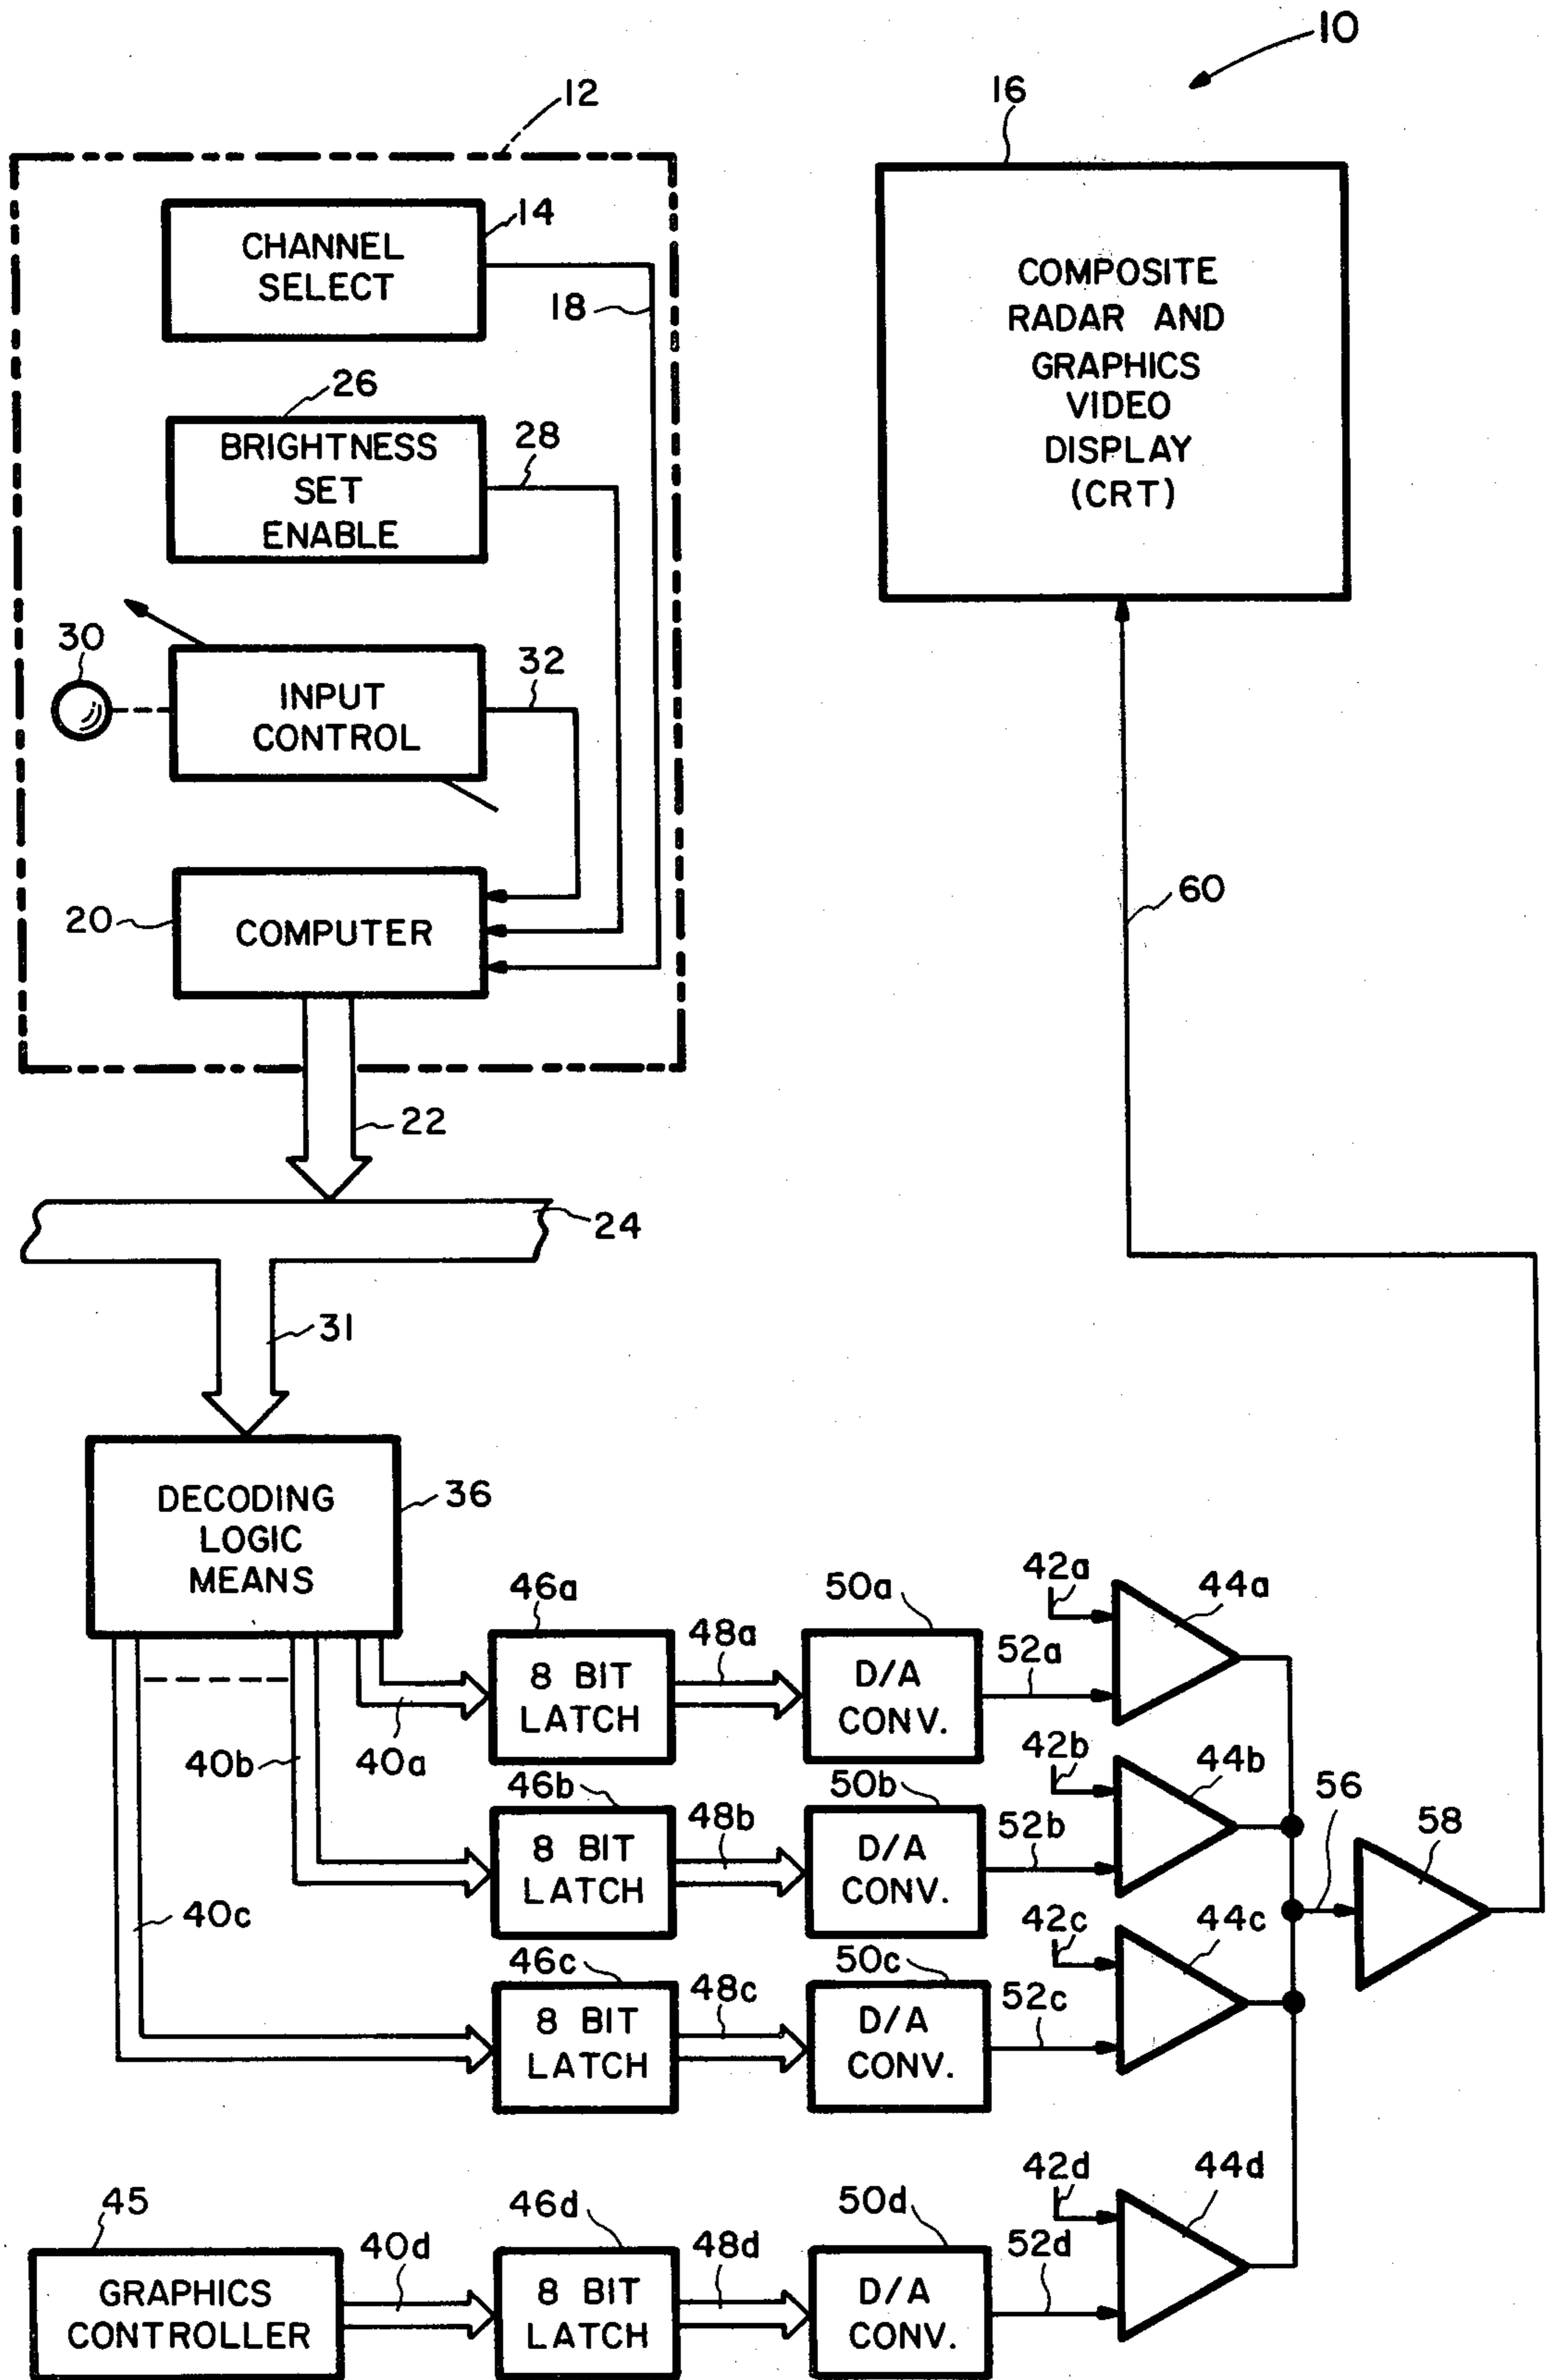 10
12
16
CHANNEL
SELECT
14
18
COMPOSITE
RADAR AND
GRAPHICS
VIDEO
DISPLAY
(CRT)
26
BRIGHTNESS
SET
ENABLE
28
30
INPUT
CONTROL
32
20
COMPUTER
60
22
24
31
DECODING
LOGIC
MEANS
36
46a
8 BIT
LATCH
48a
50a
D/A
CONV.
52a
42a
44a
40a
40b
46b
8 BIT
LATCH
48b
50b
D/A
CONV.
52b
42b
44b
56
58
40c
46c
8 BIT
LATCH
48c
50c
D/A
CONV.
52c
42c
44c
45
GRAPHICS
CONTROLLER
40d
46d
8 BIT
LATCH
48d
50d
D/A
CONV.
52d
42d
44d